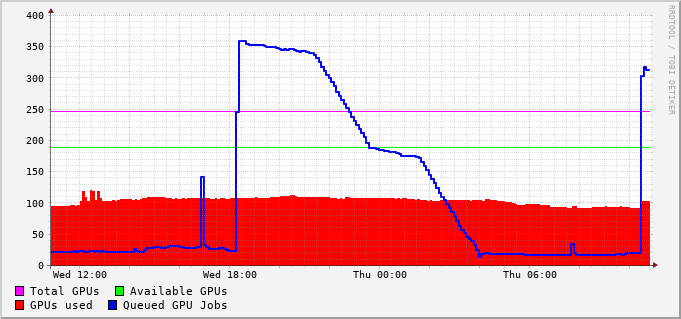 400
350
300
250
200
150
100
50
0
Wed 12:00 Wed 18:00 Thu 00:00 Thu 06:00
Total GPUs Available GPUs
GPUs used Queued GPU Jobs
RRDTOOL / TOBI OETIKER